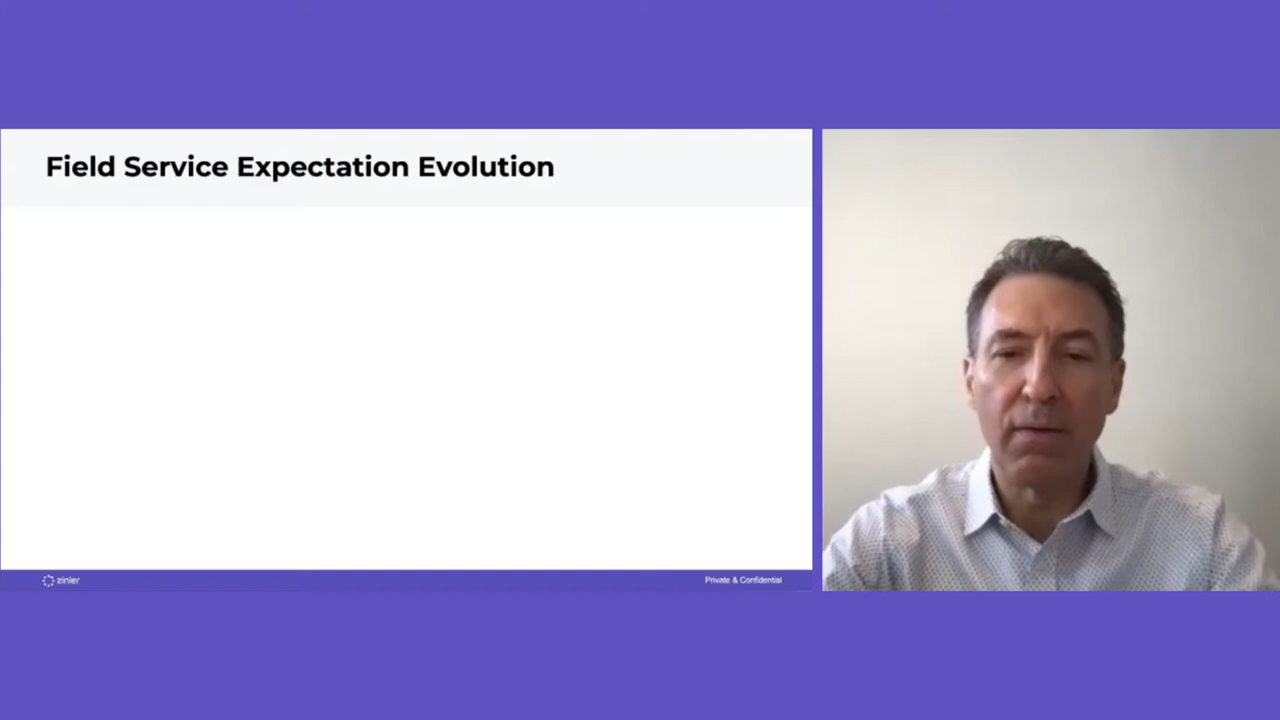 Field Service Expectation Evolution
zinier
Private & Confidential